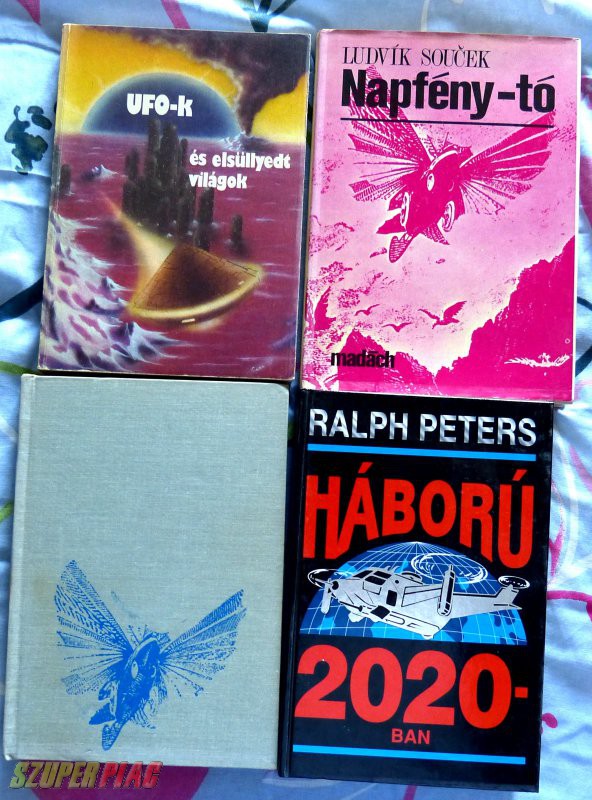 UFO-k
és elsüllyedt
világok
LUDVÍK SOUČEK
Napfény-tó
madách
RALPH PETERS
HÁBORÚ
2020-
BAN
SZUPERPIAC